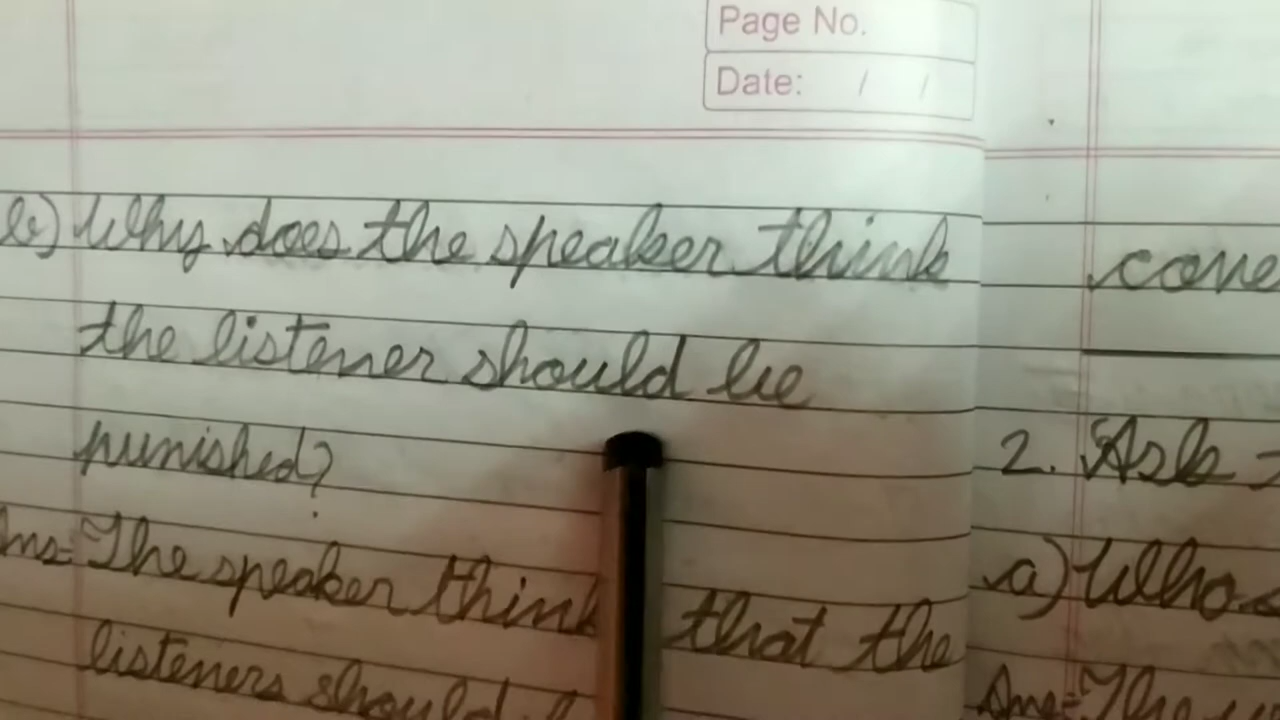 Page No.
Date: / /
b) Why does the speaker think
the listener should be
punished?
Ans= The speaker think that the
listeners should
2. Ask
a) Who
Ans= The